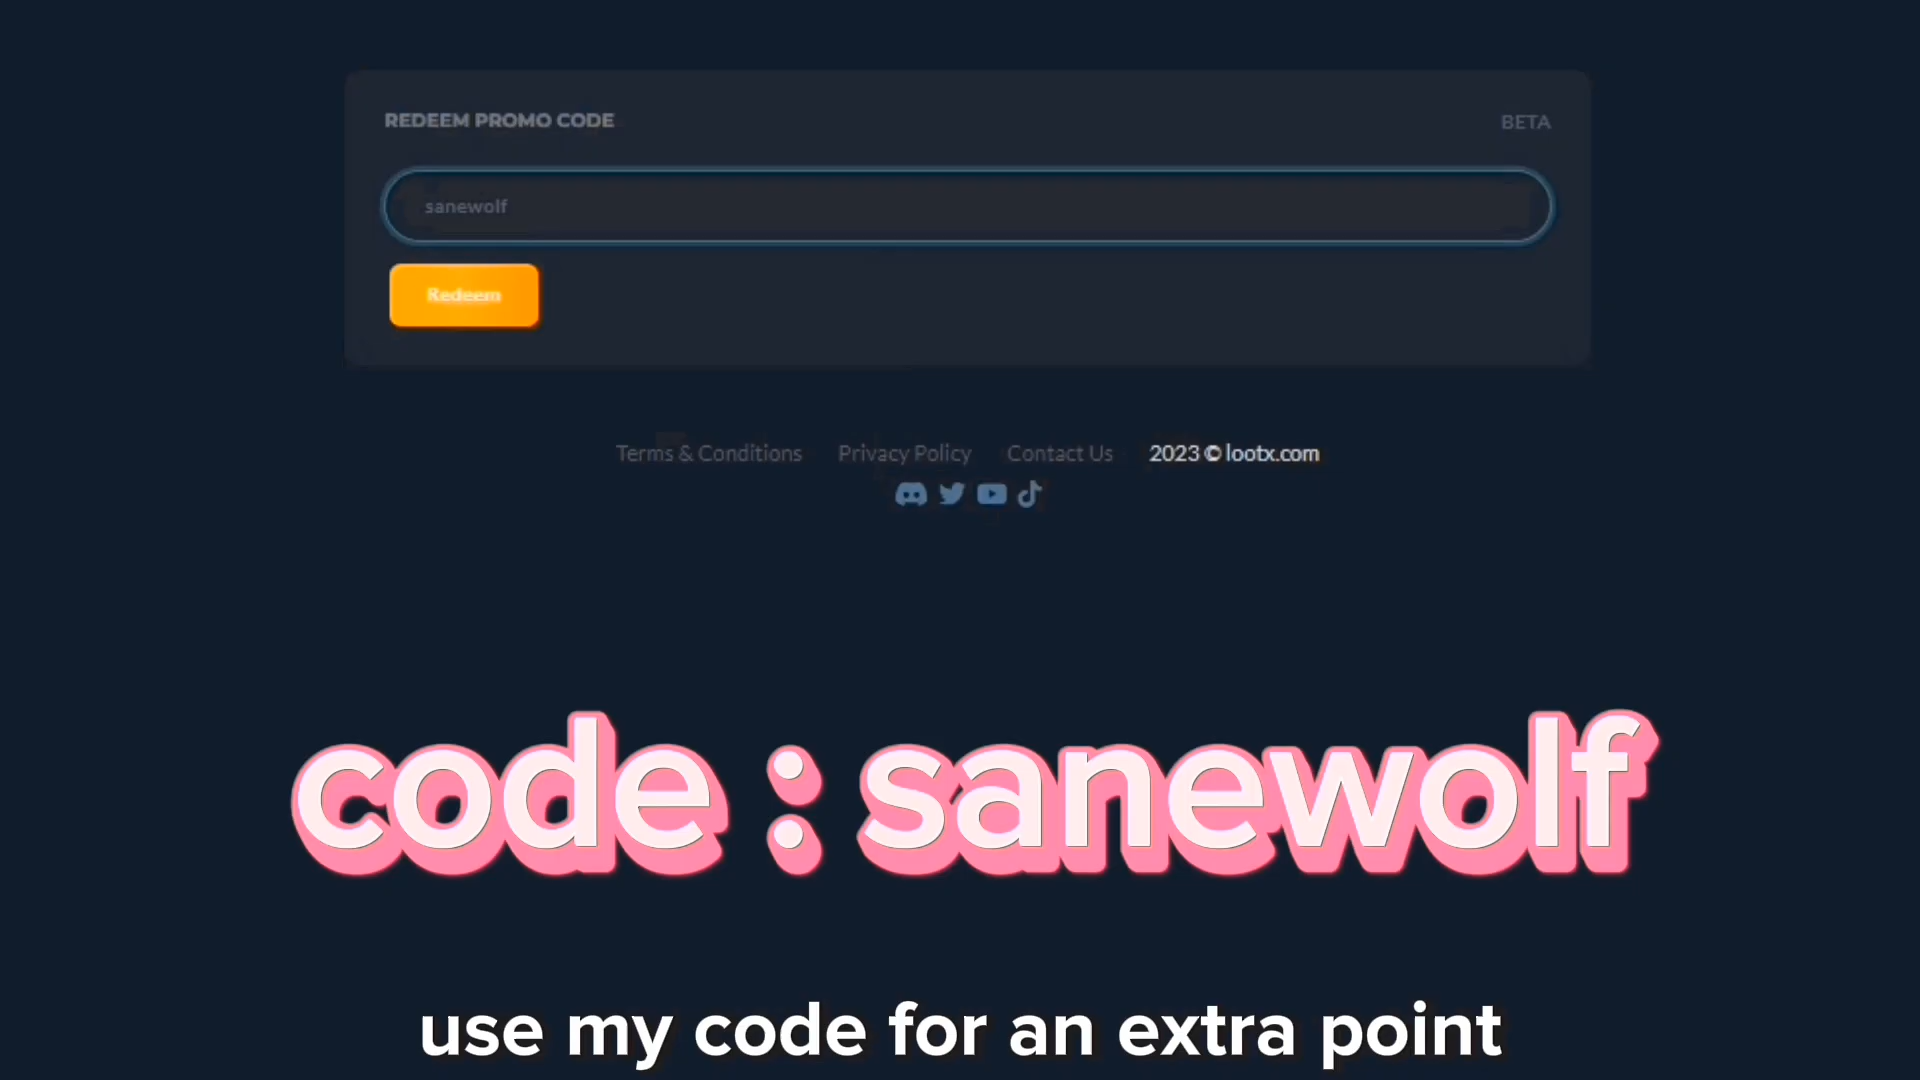 REDEEM PROMO CODE
BETA
sanewolf
Redeem
Terms & Conditions Privacy Policy Contact Us 2023 © lootx.com
code : sanewolf
use my code for an extra point